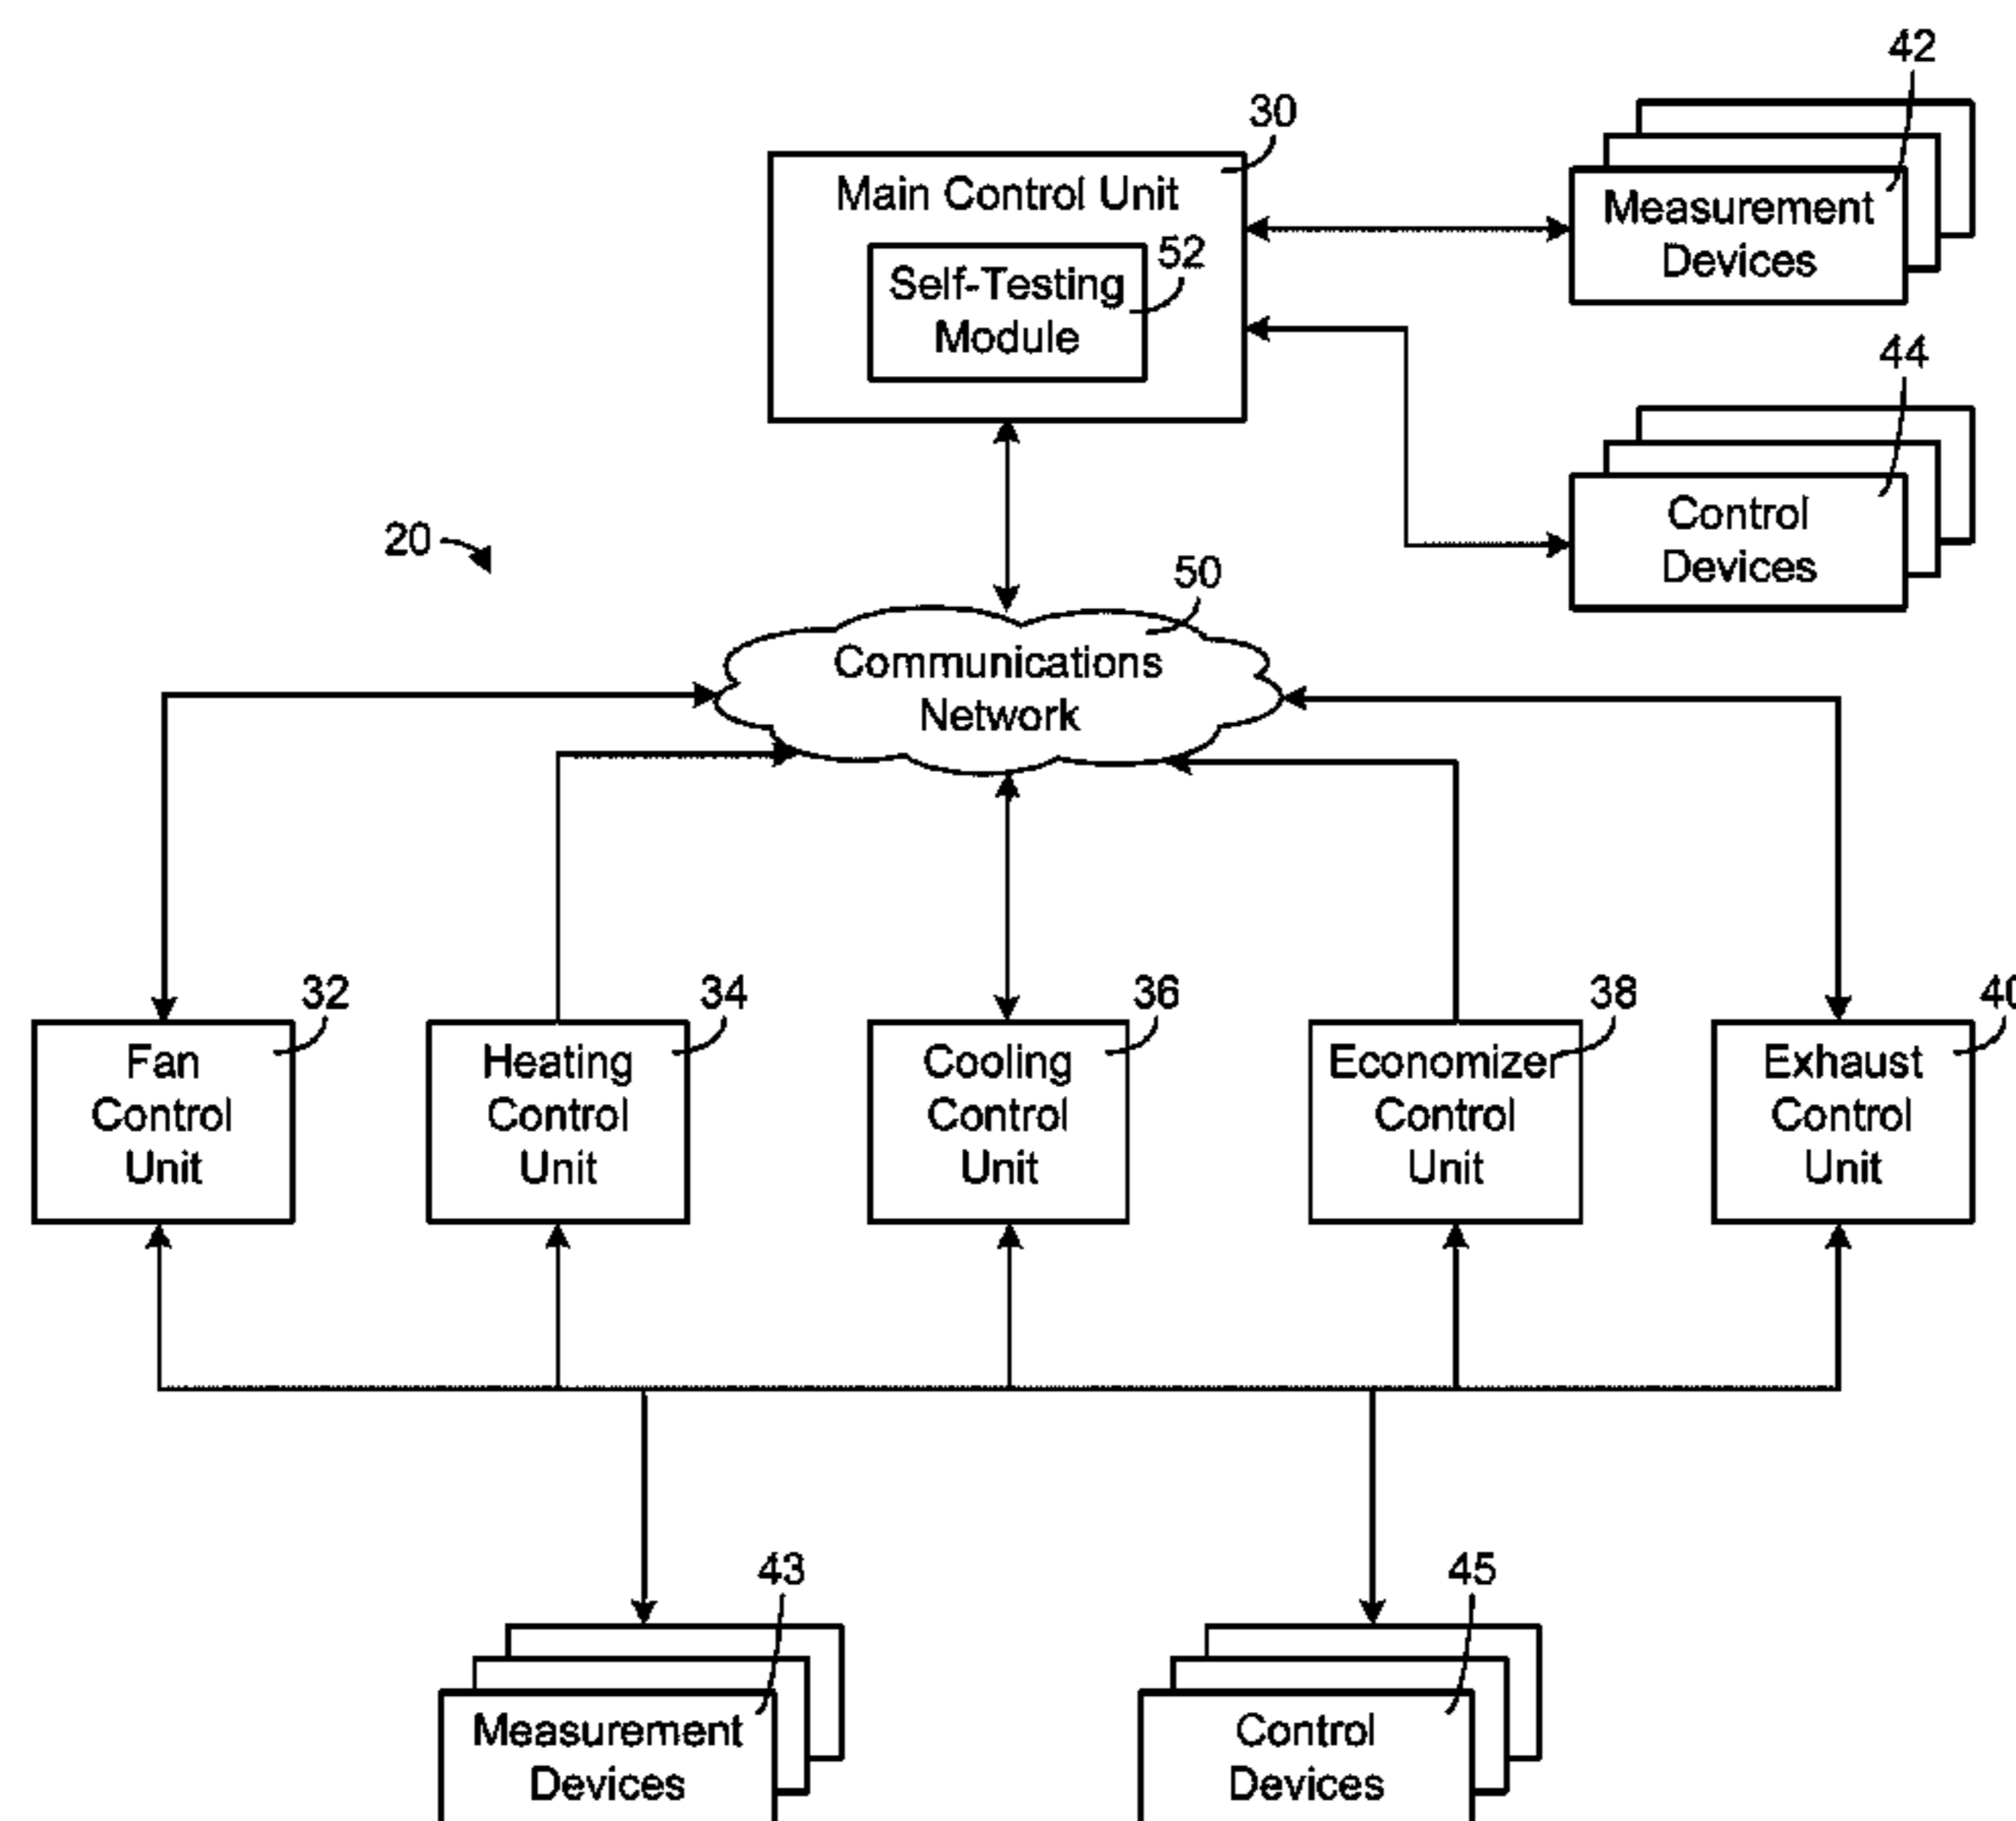 42
30
Main Control Unit
52
Self-Testing
Module
Measurement
Devices
44
Control
Devices
20
50
Communications
Network
32
34
36
38
40
Fan
Control
Unit
Heating
Control
Unit
Cooling
Control
Unit
Economizer
Control
Unit
Exhaust
Control
Unit
43
45
Measurement
Devices
Control
Devices